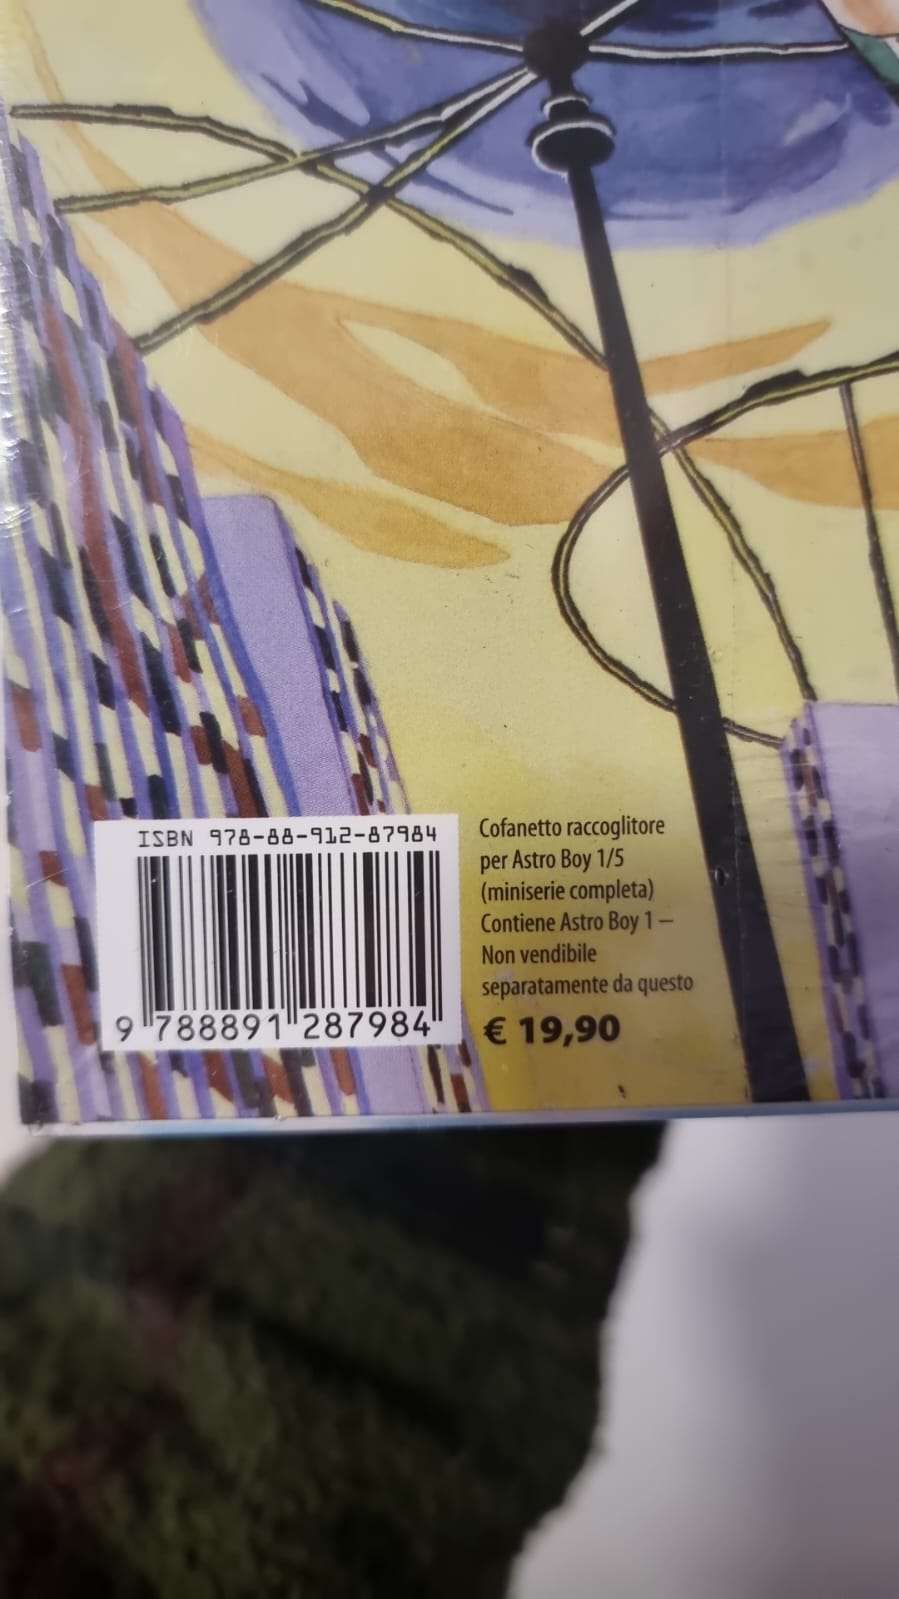 ISBN 978-88-912-87984
9 788891 287984
Cofanetto raccoglitore
per Astro Boy 1/5
(miniserie completa)
Contiene Astro Boy 1 –
Non vendibile
separatamente da questo
€ 19,90